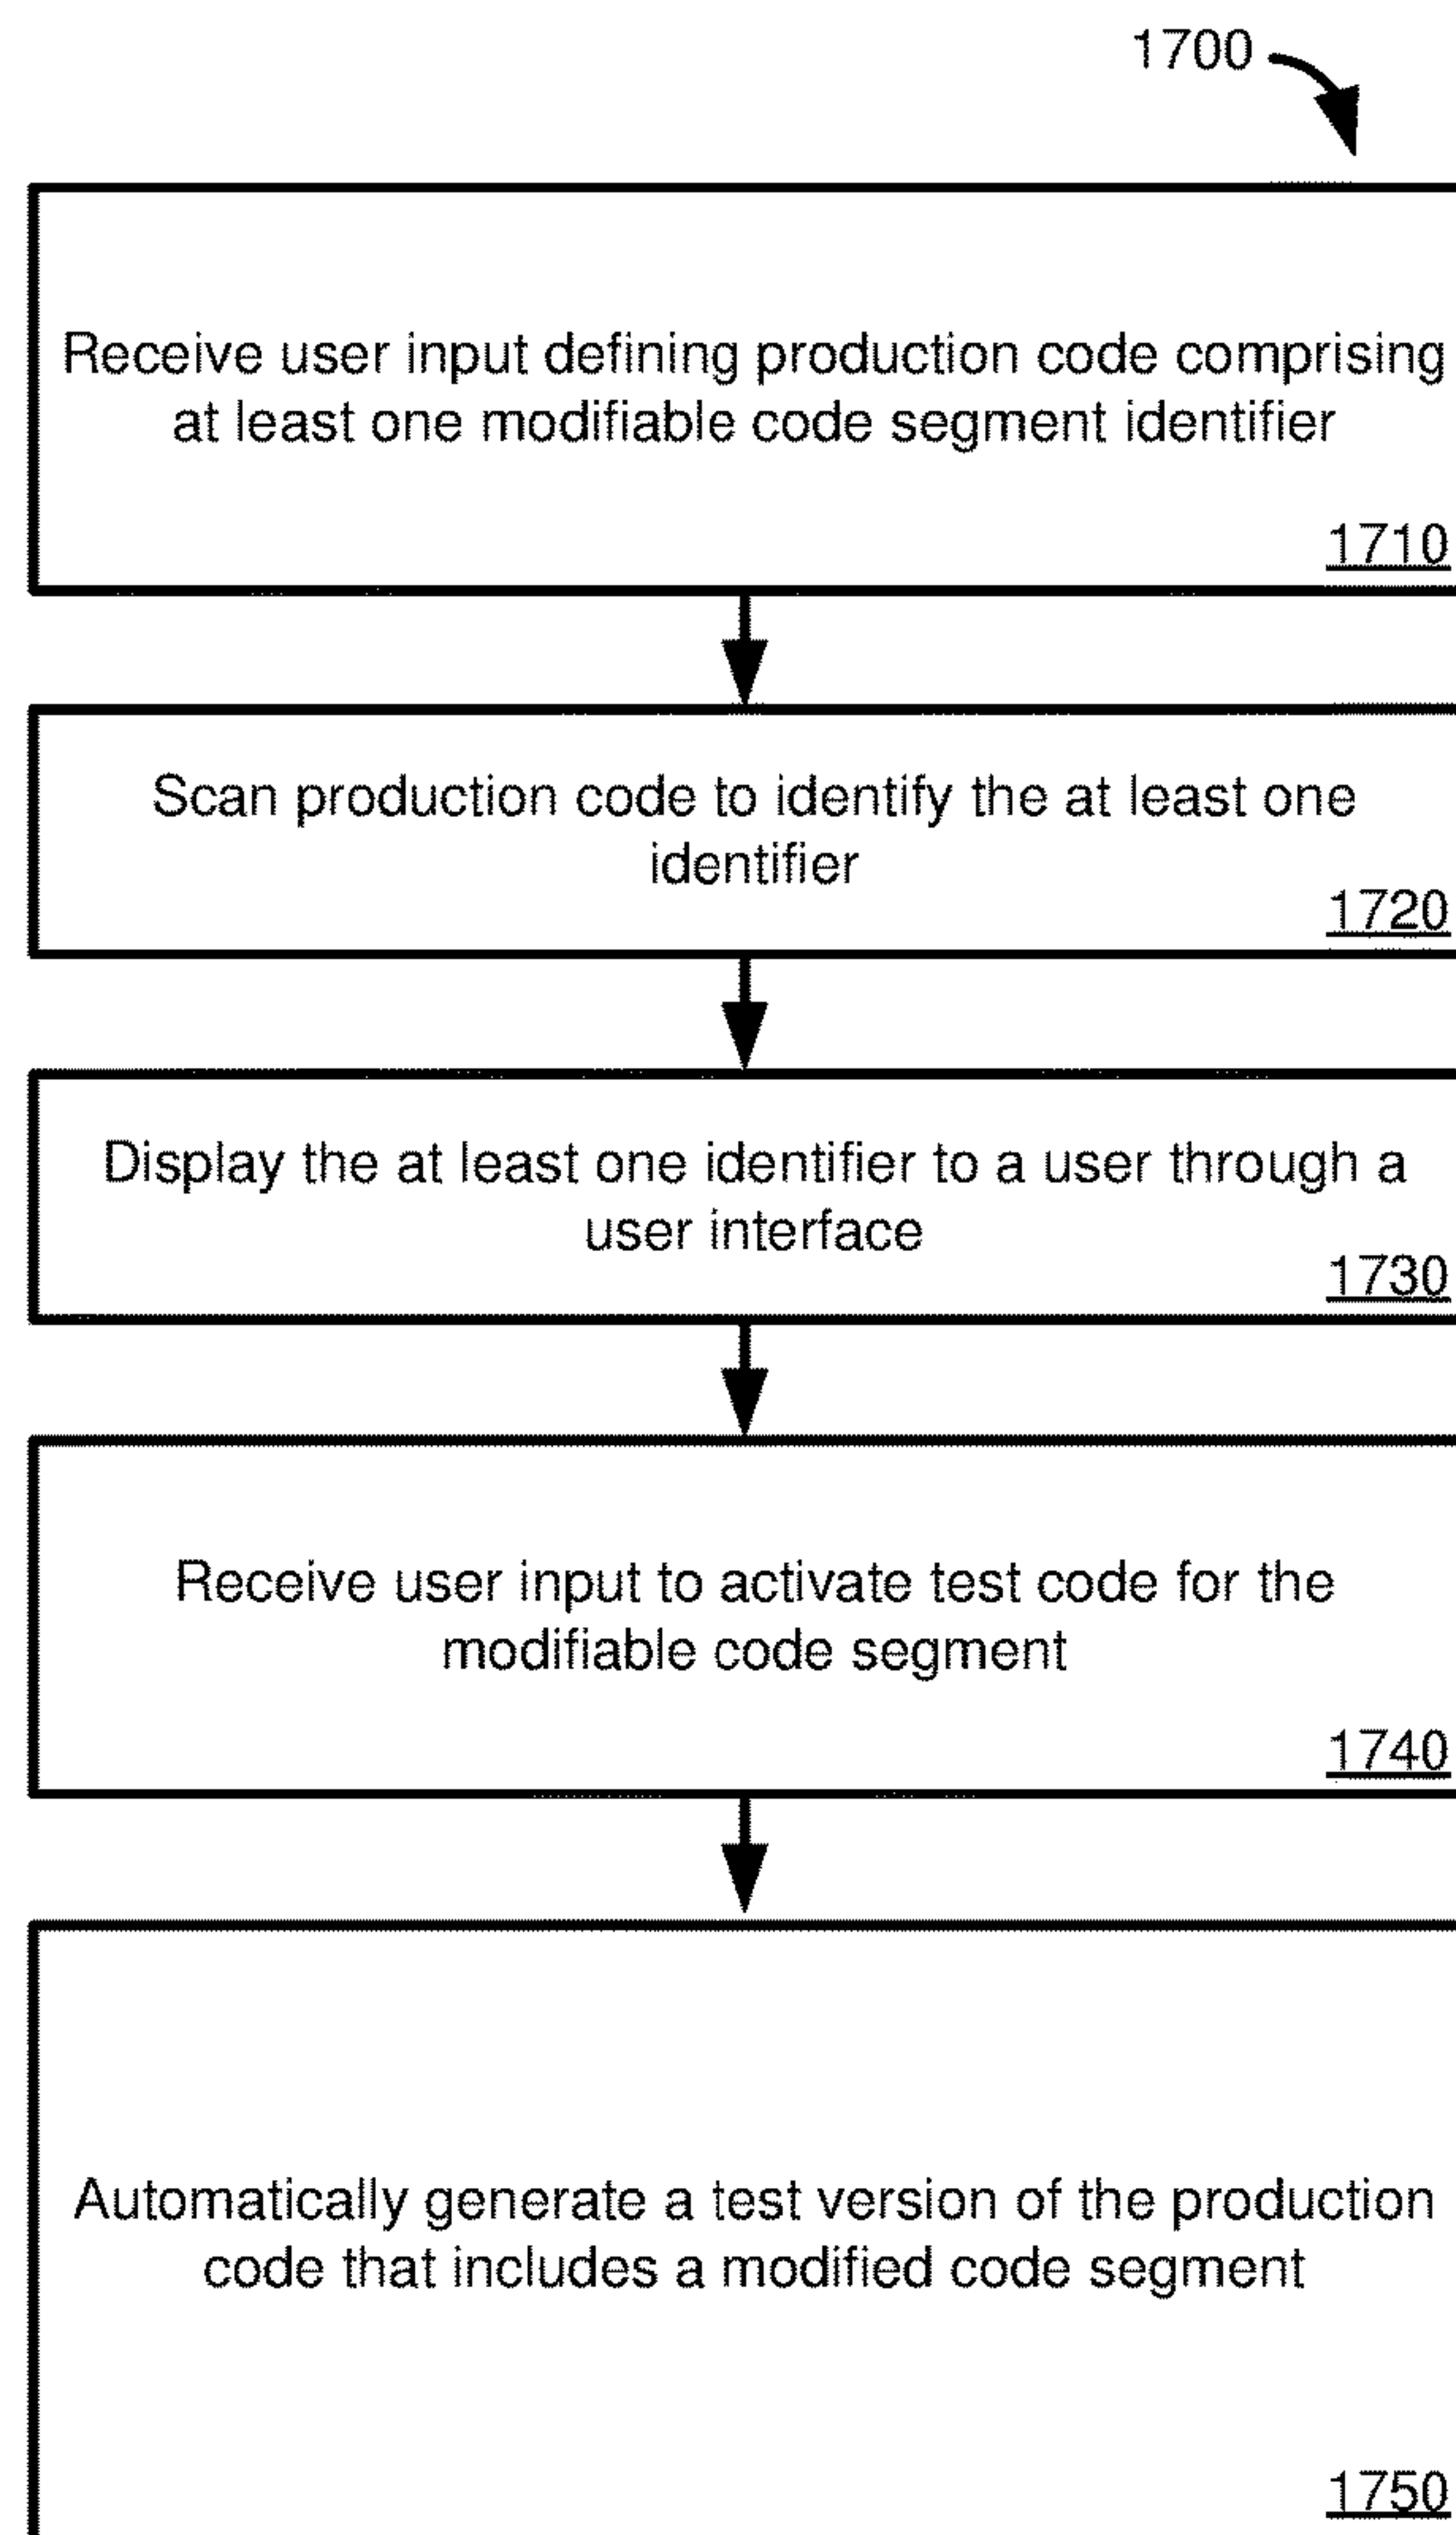 1700
Receive user input defining production code comprising
at least one modifiable code segment identifier
1710
Scan production code to identify the at least one
identifier
1720
Display the at least one identifier to a user through a
user interface
1730
Receive user input to activate test code for the
modifiable code segment
1740
Automatically generate a test version of the production
code that includes a modified code segment
1750